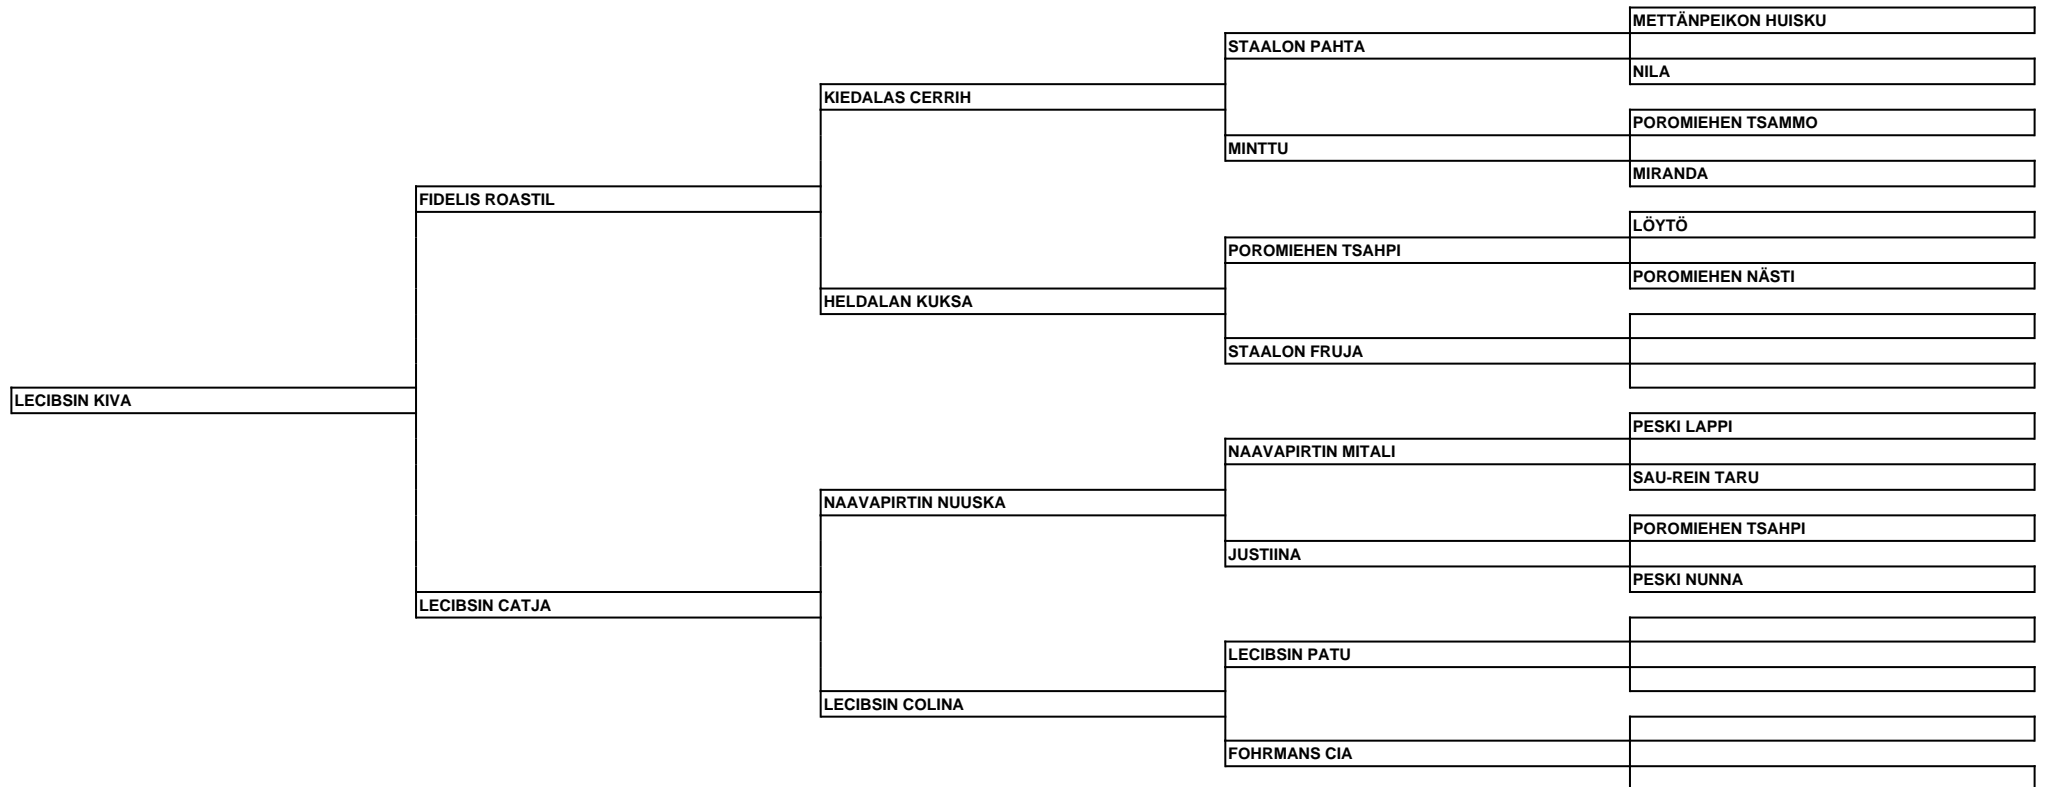 METTÄNPEIKON HUISKU
STAALON PAHTA
NILA
KIEDALAS CERRIH
POROMIEHEN TSAMMO
MINTTU
MIRANDA
FIDELIS ROASTIL
LÖYTÖ
POROMIEHEN TSAHPI
POROMIEHEN NÄSTI
HELDALAN KUKSA
STAALON FRUJA
LECIBSIN KIVA
PESKI LAPPI
NAAVAPIRTIN MITALI
SAU-REIN TARU
NAAVAPIRTIN NUUSKA
POROMIEHEN TSAHPI
JUSTIINA
PESKI NUNNA
LECIBSIN CATJA
LECIBSIN PATU
LECIBSIN COLINA
FOHRMANS CIA